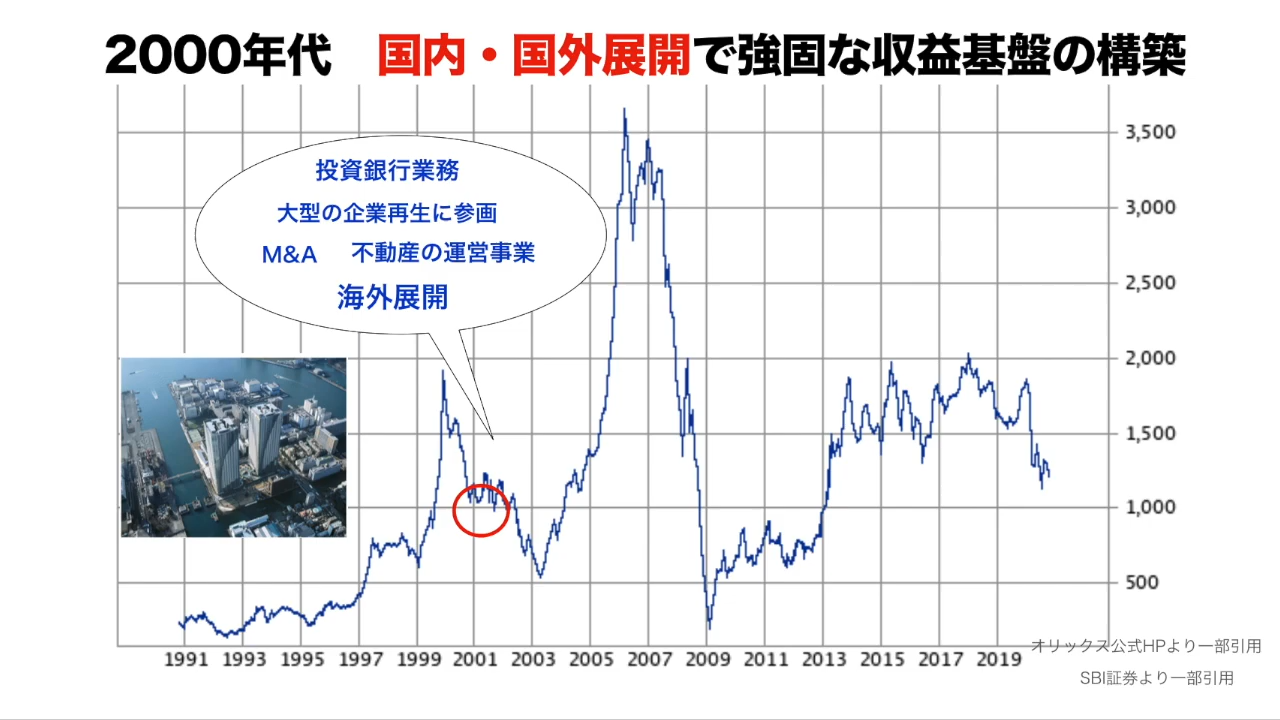 2000年代　国内・国外展開で強固な収益基盤の構築
投資銀行業務
大型の企業再生に参画
M&A　不動産の運営事業
海外展開
3,500
3,000
2,500
2,000
1,500
1,000
500
1991 1993 1995 1997 1999 2001 2003 2005 2007 2009 2011 2013 2015 2017 2019
オリックス公式HPより一部引用
SBI証券より一部引用